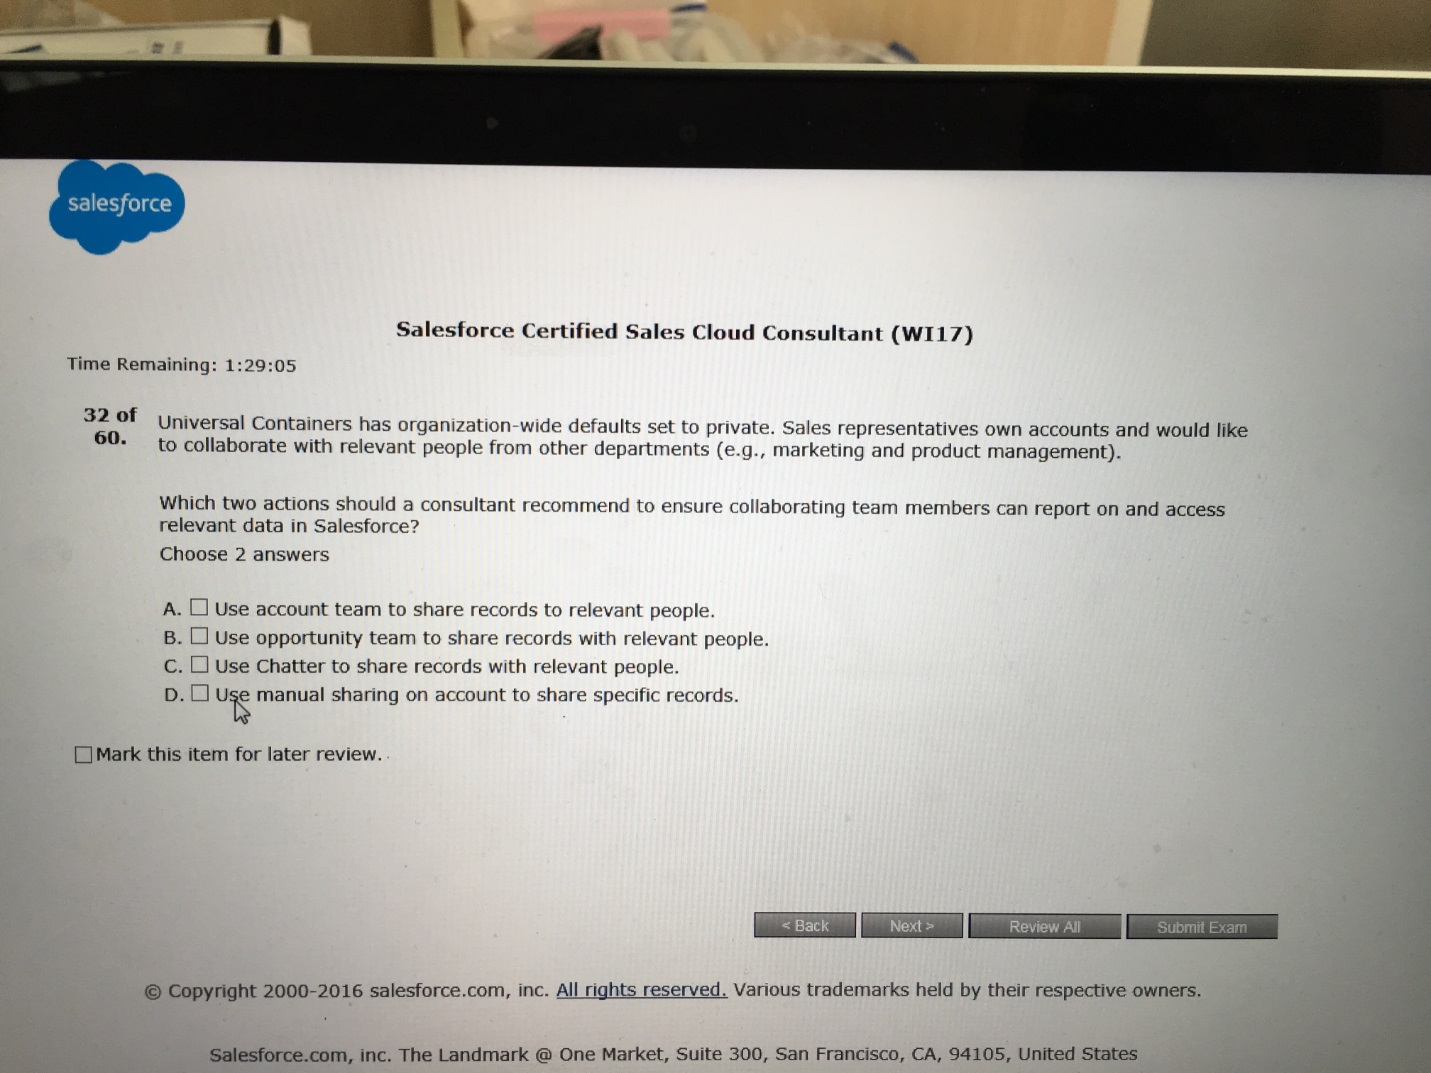 salesforce
Salesforce Certified Sales Cloud Consultant (WI17)
Time Remaining: 1:29:05
32 of
60.
Universal Containers has organization-wide defaults set to private. Sales representatives own accounts and would like
to collaborate with relevant people from other departments (e.g., marketing and product management).
Which two actions should a consultant recommend to ensure collaborating team members can report on and access
relevant data in Salesforce?
Choose 2 answers
A. Use account team to share records to relevant people.
B. Use opportunity team to share records with relevant people.
C. Use Chatter to share records with relevant people.
D. Use manual sharing on account to share specific records.
Mark this item for later review.
< Back Next > Review All Submit Exam
© Copyright 2000-2016 salesforce.com, inc. All rights reserved. Various trademarks held by their respective owners.
Salesforce.com, inc. The Landmark @ One Market, Suite 300, San Francisco, CA, 94105, United States